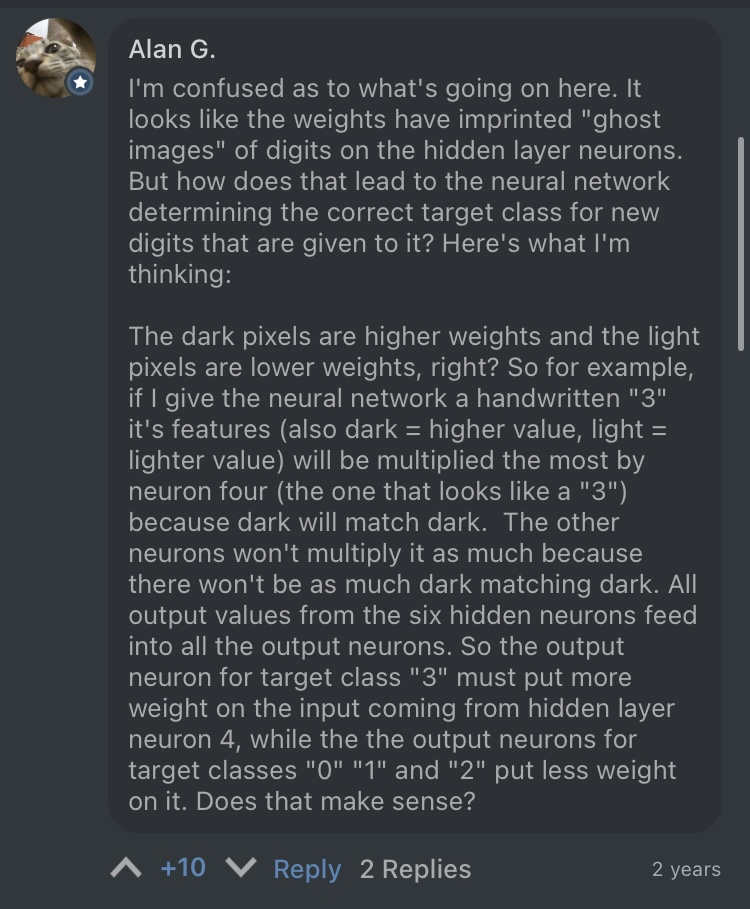 Alan G.
I'm confused as to what's going on here. It
looks like the weights have imprinted "ghost
images" of digits on the hidden layer neurons.
But how does that lead to the neural network
determining the correct target class for new
digits that are given to it? Here's what I'm
thinking:
The dark pixels are higher weights and the light
pixels are lower weights, right? So for example,
if I give the neural network a handwritten "3"
it's features (also dark = higher value, light =
lighter value) will be multiplied the most by
neuron four (the one that looks like a "3")
because dark will match dark.  The other
neurons won't multiply it as much because
there won't be as much dark matching dark. All
output values from the six hidden neurons feed
into all the output neurons. So the output
neuron for target class "3" must put more
weight on the input coming from hidden layer
neuron 4, while the the output neurons for
target classes "0" "1" and "2" put less weight
on it. Does that make sense?
+10 Reply 2 Replies 2 years